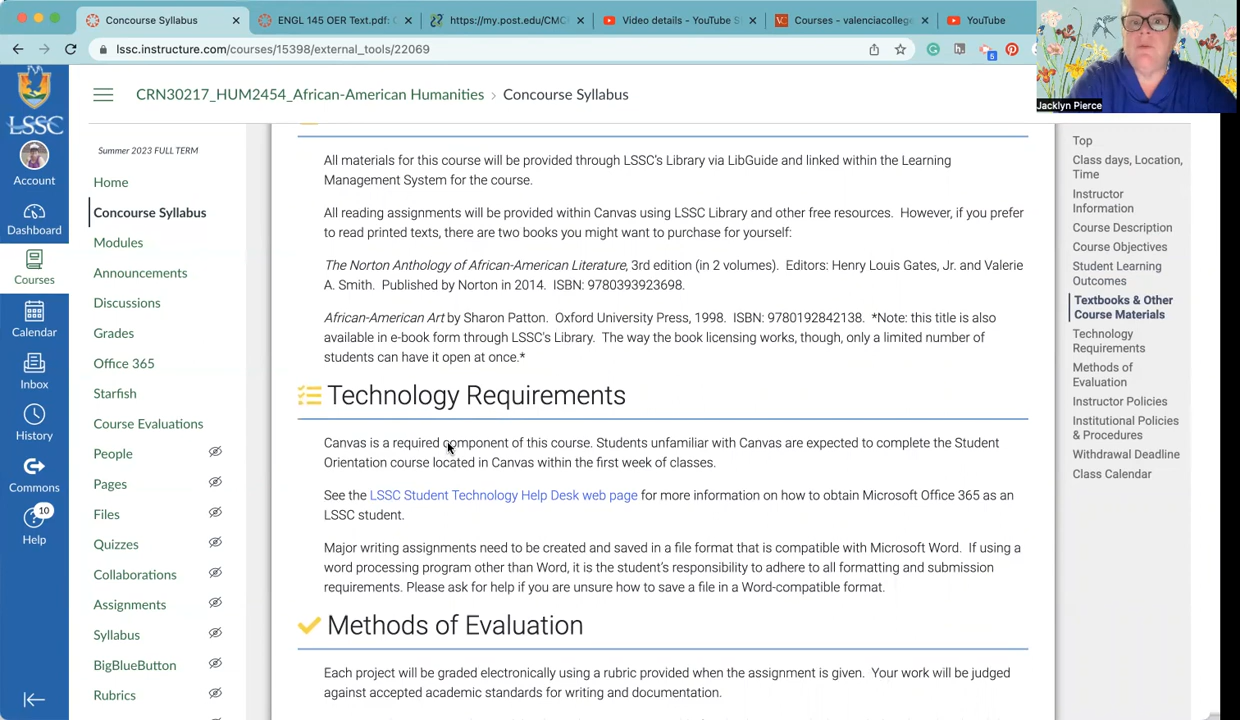 Concourse Syllabus
ENGL 145 OER Text.pdf: C
https://my.post.edu/CMC
Video details - YouTube S
Courses - valenciacolleg
YouTube
lssc.instructure.com/courses/15398/external_tools/22069
5
Jacklyn Pierce
LSSC
Account
Dashboard
Courses
Calendar
Inbox
History
Commons
10
Help
CRN30217_HUM2454_African-American Humanities > Concourse Syllabus
Summer 2023 FULL TERM
Home
Concourse Syllabus
Modules
Announcements
Discussions
Grades
Office 365
Starfish
Course Evaluations
People
Pages
Files
Quizzes
Collaborations
Assignments
Syllabus
BigBlueButton
Rubrics
All materials for this course will be provided through LSSC's Library via LibGuide and linked within the Learning
Management System for the course.
All reading assignments will be provided within Canvas using LSSC Library and other free resources. However, if you prefer
to read printed texts, there are two books you might want to purchase for yourself:
The Norton Anthology of African-American Literature, 3rd edition (in 2 volumes). Editors: Henry Louis Gates, Jr. and Valerie
A. Smith. Published by Norton in 2014. ISBN: 9780393923698.
African-American Art by Sharon Patton. Oxford University Press, 1998. ISBN: 9780192842138. *Note: this title is also
available in e-book form through LSSC's Library. The way the book licensing works, though, only a limited number of
students can have it open at once.*
Technology Requirements
Canvas is a required component of this course. Students unfamiliar with Canvas are expected to complete the Student
Orientation course located in Canvas within the first week of classes.
See the LSSC Student Technology Help Desk web page for more information on how to obtain Microsoft Office 365 as an
LSSC student.
Major writing assignments need to be created and saved in a file format that is compatible with Microsoft Word. If using a
word processing program other than Word, it is the student's responsibility to adhere to all formatting and submission
requirements. Please ask for help if you are unsure how to save a file in a Word-compatible format.
Methods of Evaluation
Each project will be graded electronically using a rubric provided when the assignment is given. Your work will be judged
against accepted academic standards for writing and documentation.
Top
Class days, Location,
Time
Instructor
Information
Course Description
Course Objectives
Student Learning
Outcomes
Textbooks & Other
Course Materials
Technology
Requirements
Methods of
Evaluation
Instructor Policies
Institutional Policies
& Procedures
Withdrawal Deadline
Class Calendar